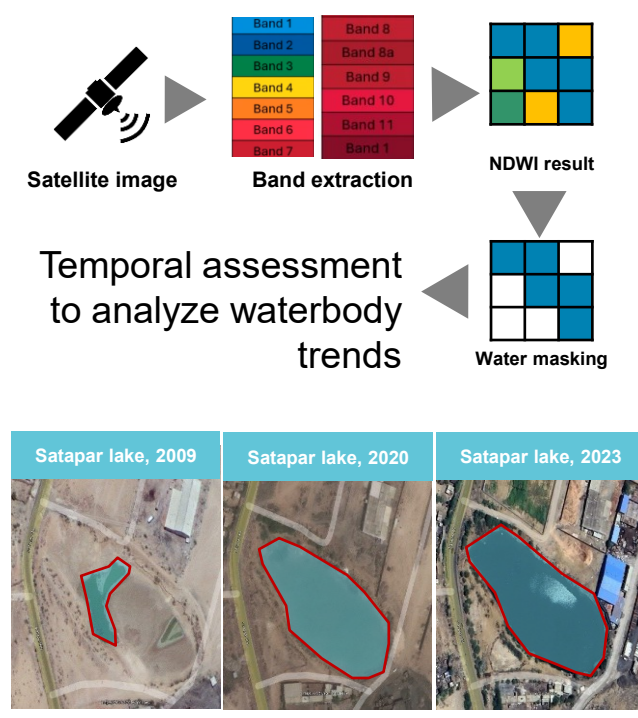 Band 1
Band 2
Band 3
Band 4
Band 5
Band 6
Band 7
Band 8
Band 8a
Band 9
Band 10
Band 11
Band 1
Satellite image
Band extraction
NDWI result
Temporal assessment
to analyze waterbody
trends
Water masking
Satapar lake, 2009
Satapar lake, 2020
Satapar lake, 2023